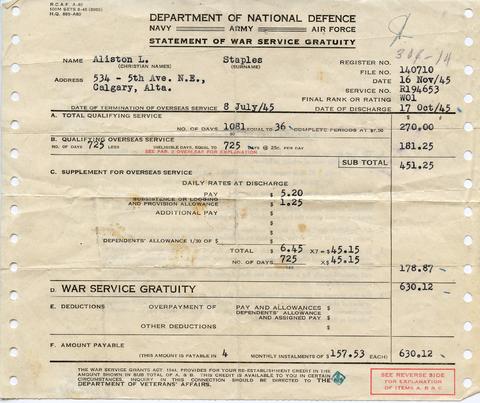 R.C.A.F. A-40
H.Q. 885-A80
DEPARTMENT OF NATIONAL DEFENCE
NAVY ARMY AIR FORCE
STATEMENT OF WAR SERVICE GRATUITY
306-14
NAME Aliston L. Staples
(CHRISTIAN NAMES) (SURNAME)
REGISTER NO.
FILE NO. 140710
ADDRESS 534 - 5th Ave. N.E.,
Calgary, Alta.
DATE 16 Nov/45
SERVICE NO. R194653
FINAL RANK OR RATING WO1
DATE OF TERMINATION OF OVERSEAS SERVICE 8 July/45 DATE OF DISCHARGE 17 Oct/45
A. TOTAL QUALIFYING SERVICE
NO. OF DAYS 1081 EQUAL TO 36 COMPLETE PERIODS AT $7.50 270.00
B. QUALIFYING OVERSEAS SERVICE
NO. OF DAYS 725 LESS INELIGIBLE DAYS, EQUAL TO 725 DAYS @ 25c. PER DAY 181.25
SEE PAR. 2 OVERLEAF FOR EXPLANATION
SUB TOTAL 451.25
C. SUPPLEMENT FOR OVERSEAS SERVICE
DAILY RATES AT DISCHARGE
PAY $ 5.20
SUBSISTENCE OR LODGING
AND PROVISION ALLOWANCE $ 1.25
ADDITIONAL PAY $
$
$
$
DEPENDENTS' ALLOWANCE 1/30 OF $ $
TOTAL $ 6.45 X7 = $ 45.15
NO. OF DAYS 725 X $ 45.15
178.87
D. WAR SERVICE GRATUITY 630.12
E. DEDUCTIONS OVERPAYMENT OF PAY AND ALLOWANCES $
DEPENDENTS' ALLOWANCE
AND ASSIGNED PAY $
OTHER DEDUCTIONS $
F. AMOUNT PAYABLE
(THIS AMOUNT IS PAYABLE IN 4 MONTHLY INSTALMENTS OF $157.53 EACH) 630.12
THE WAR SERVICE GRANTS ACT, 1944, PROVIDES FOR YOUR RE-ESTABLISHMENT CREDIT IN THE
AMOUNT SHOWN IN SUB TOTAL OF A. & B. THIS CREDIT IS AVAILABLE TO YOU IN CERTAIN
CIRCUMSTANCES. INQUIRY IN THIS CONNECTION SHOULD BE DIRECTED TO THE
DEPARTMENT OF VETERANS' AFFAIRS.
SEE REVERSE SIDE
FOR EXPLANATION
OF ITEMS A, B & C